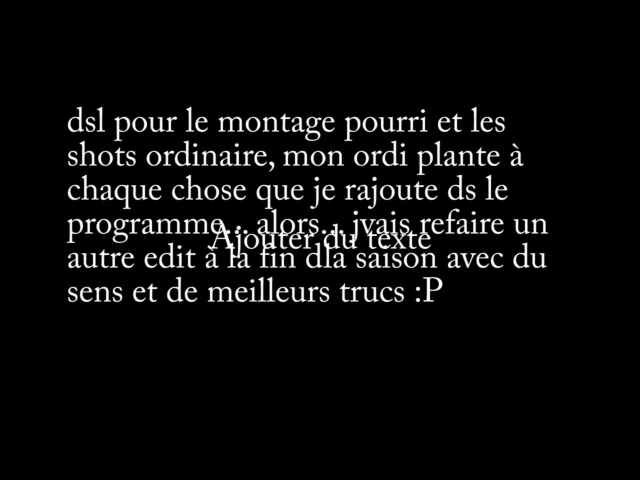 dsl pour le montage pourri et les
shots ordinaire, mon ordi plante à
chaque chose que je rajoute ds le
programme... alors... jvais refaire un
Ajouter du texte
autre edit à la fin dla saison avec du
sens et de meilleurs trucs :P